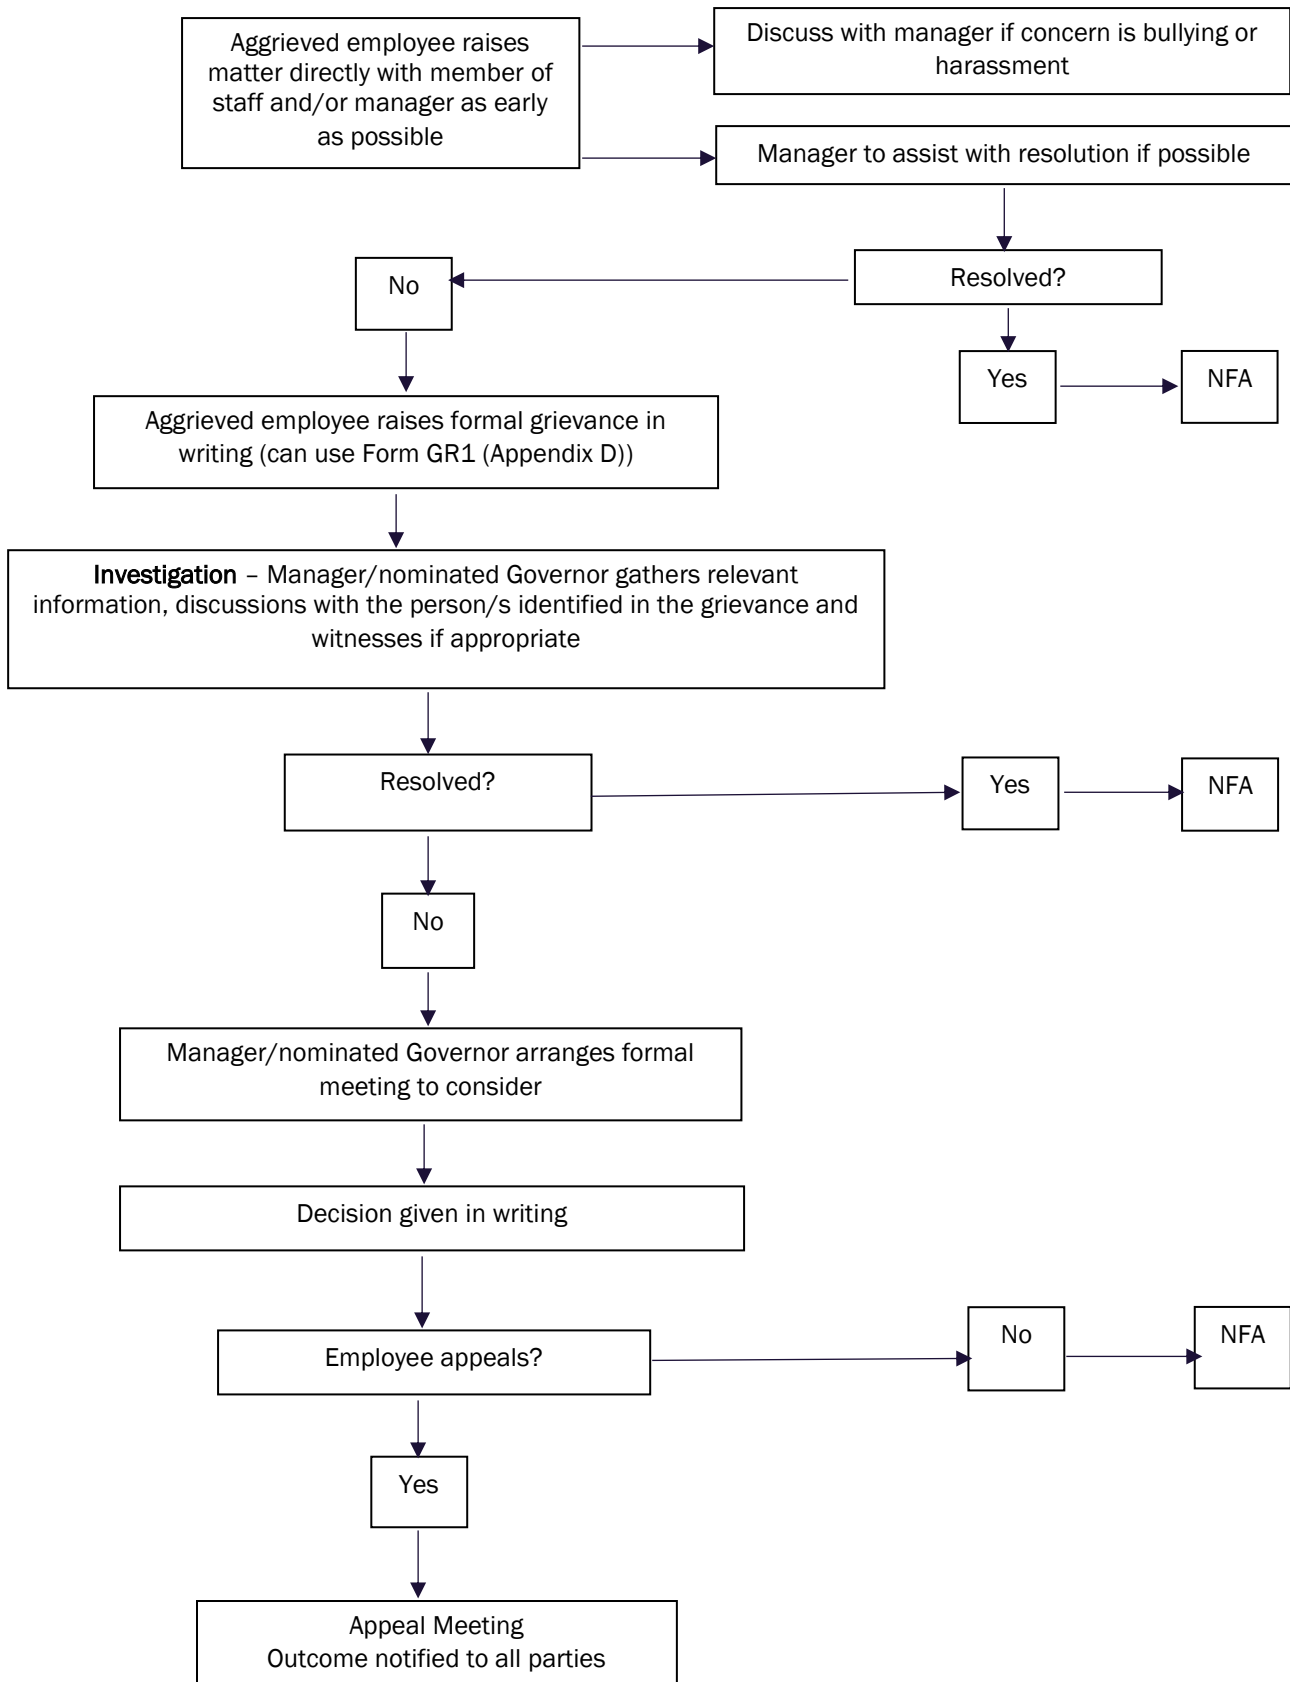 Aggrieved employee raises
matter directly with member of
staff and/or manager as early
as possible
Discuss with manager if concern is bullying or
harassment
Manager to assist with resolution if possible
Resolved?
No
Yes
NFA
Aggrieved employee raises formal grievance in
writing (can use Form GR1 (Appendix D))
Investigation – Manager/nominated Governor gathers relevant
information, discussions with the person/s identified in the grievance and
witnesses if appropriate
Resolved?
Yes
NFA
No
Manager/nominated Governor arranges formal
meeting to consider
Decision given in writing
Employee appeals?
No
NFA
Yes
Appeal Meeting
Outcome notified to all parties